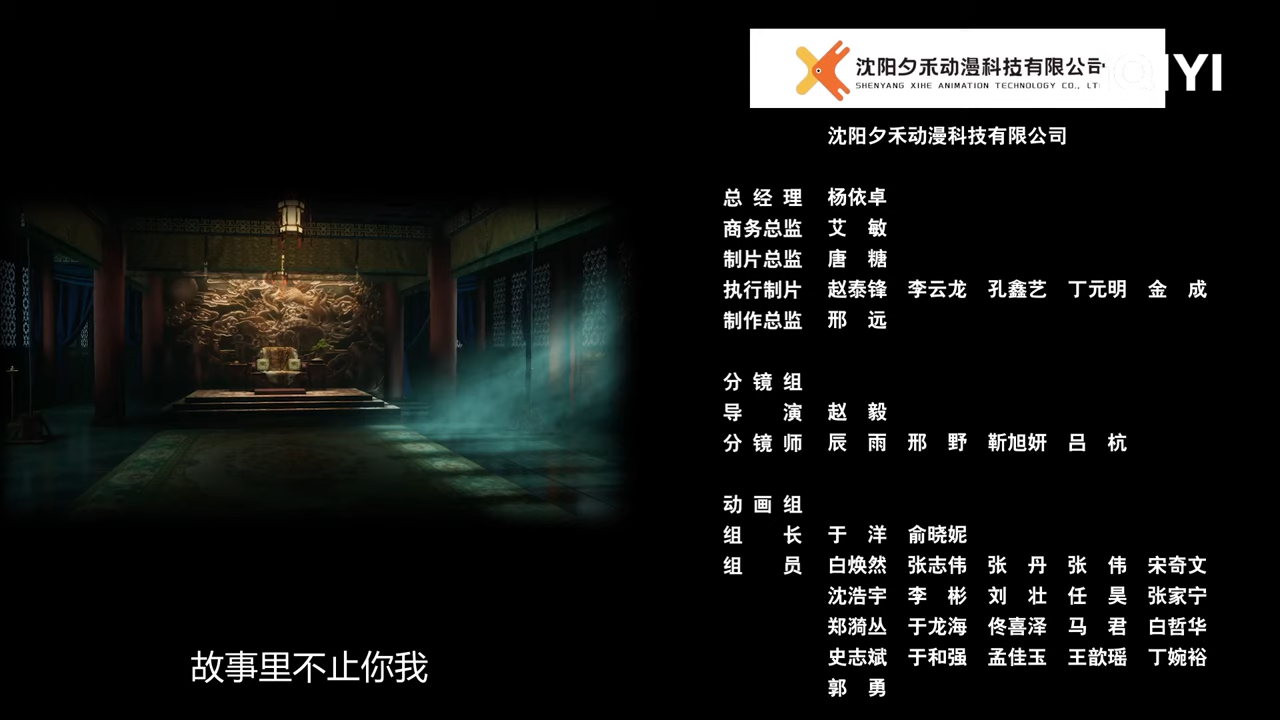 沈阳夕禾动漫科技有限公司
SHENYANG XIHE ANIMATION TECHNOLOGY CO.,
IYI
沈阳夕禾动漫科技有限公司
总经理 杨依卓
商务总监 艾敏
制片总监 唐糖
执行制片 赵泰锋 李云龙 孔鑫艺 丁元明 金成
制作总监 邢远
分镜组
导演 赵毅
分镜师 辰雨 邢野 靳旭妍 吕杭
动画组
组长 于洋 俞晓妮
组员 白焕然 张志伟 张丹 张伟 宋奇文
沈浩宇 李彬 刘壮 任昊 张家宁
郑漪丛 于龙海 佟喜泽 马君 白哲华
史志斌 于和强 孟佳玉 王歆瑶 丁婉裕
郭勇
故事里不止你我